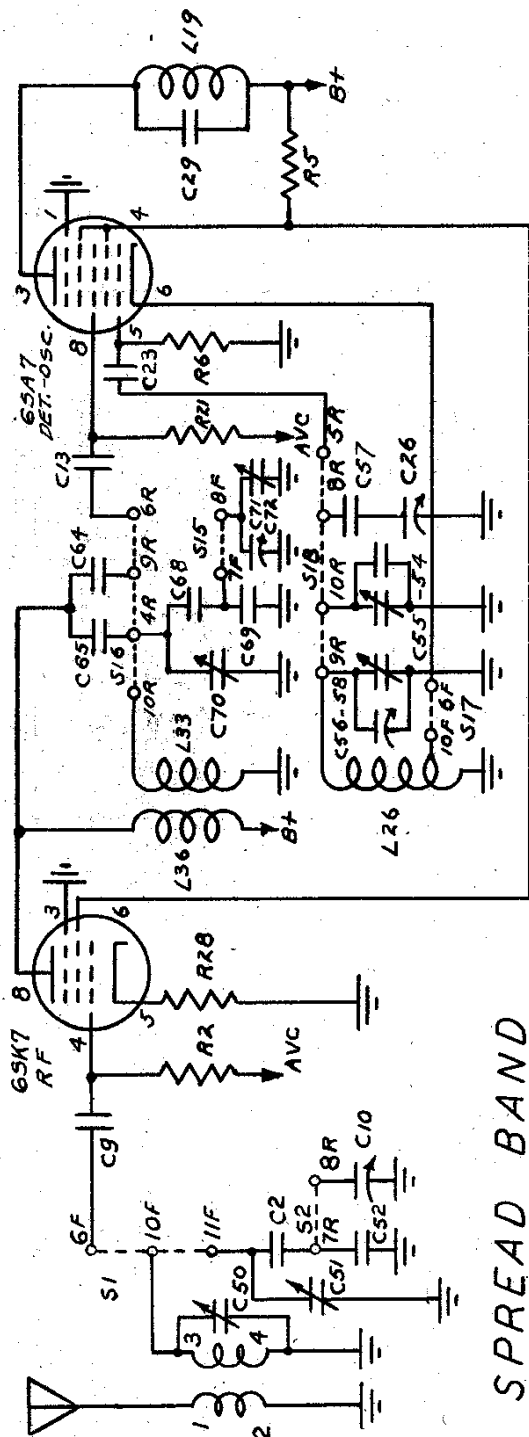 6SK7
RF
8
3
6
4
5
C9
R2
AVC
R28
6F
S1
10F
11F
C2
S2
7R
8R
C10
C52
C51
C50
3
4
1
2
L36
B+
L33
10R
S16
4R
9R
6R
C65
C64
C13
C68
C70
C69
7F
S15
8F
C71
C72
R21
AVC
6SA7
DET.-OSC.
3
1
8
4
5
6
C23
R6
R5
C29
L19
B+
5R
8R
S18
10R
9R
C57
C26
C55-54
C56-58
10F
6F
S17
L26
SPREAD BAND